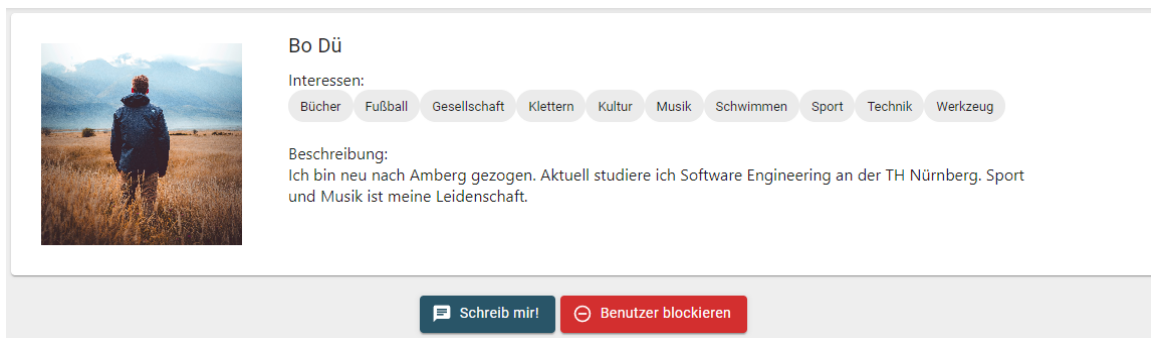 Bo Dü
Interessen:
Bücher Fußball Gesellschaft Klettern Kultur Musik Schwimmen Sport Technik Werkzeug
Beschreibung:
Ich bin neu nach Amberg gezogen. Aktuell studiere ich Software Engineering an der TH Nürnberg. Sport
und Musik ist meine Leidenschaft.
Schreib mir! Benutzer blockieren